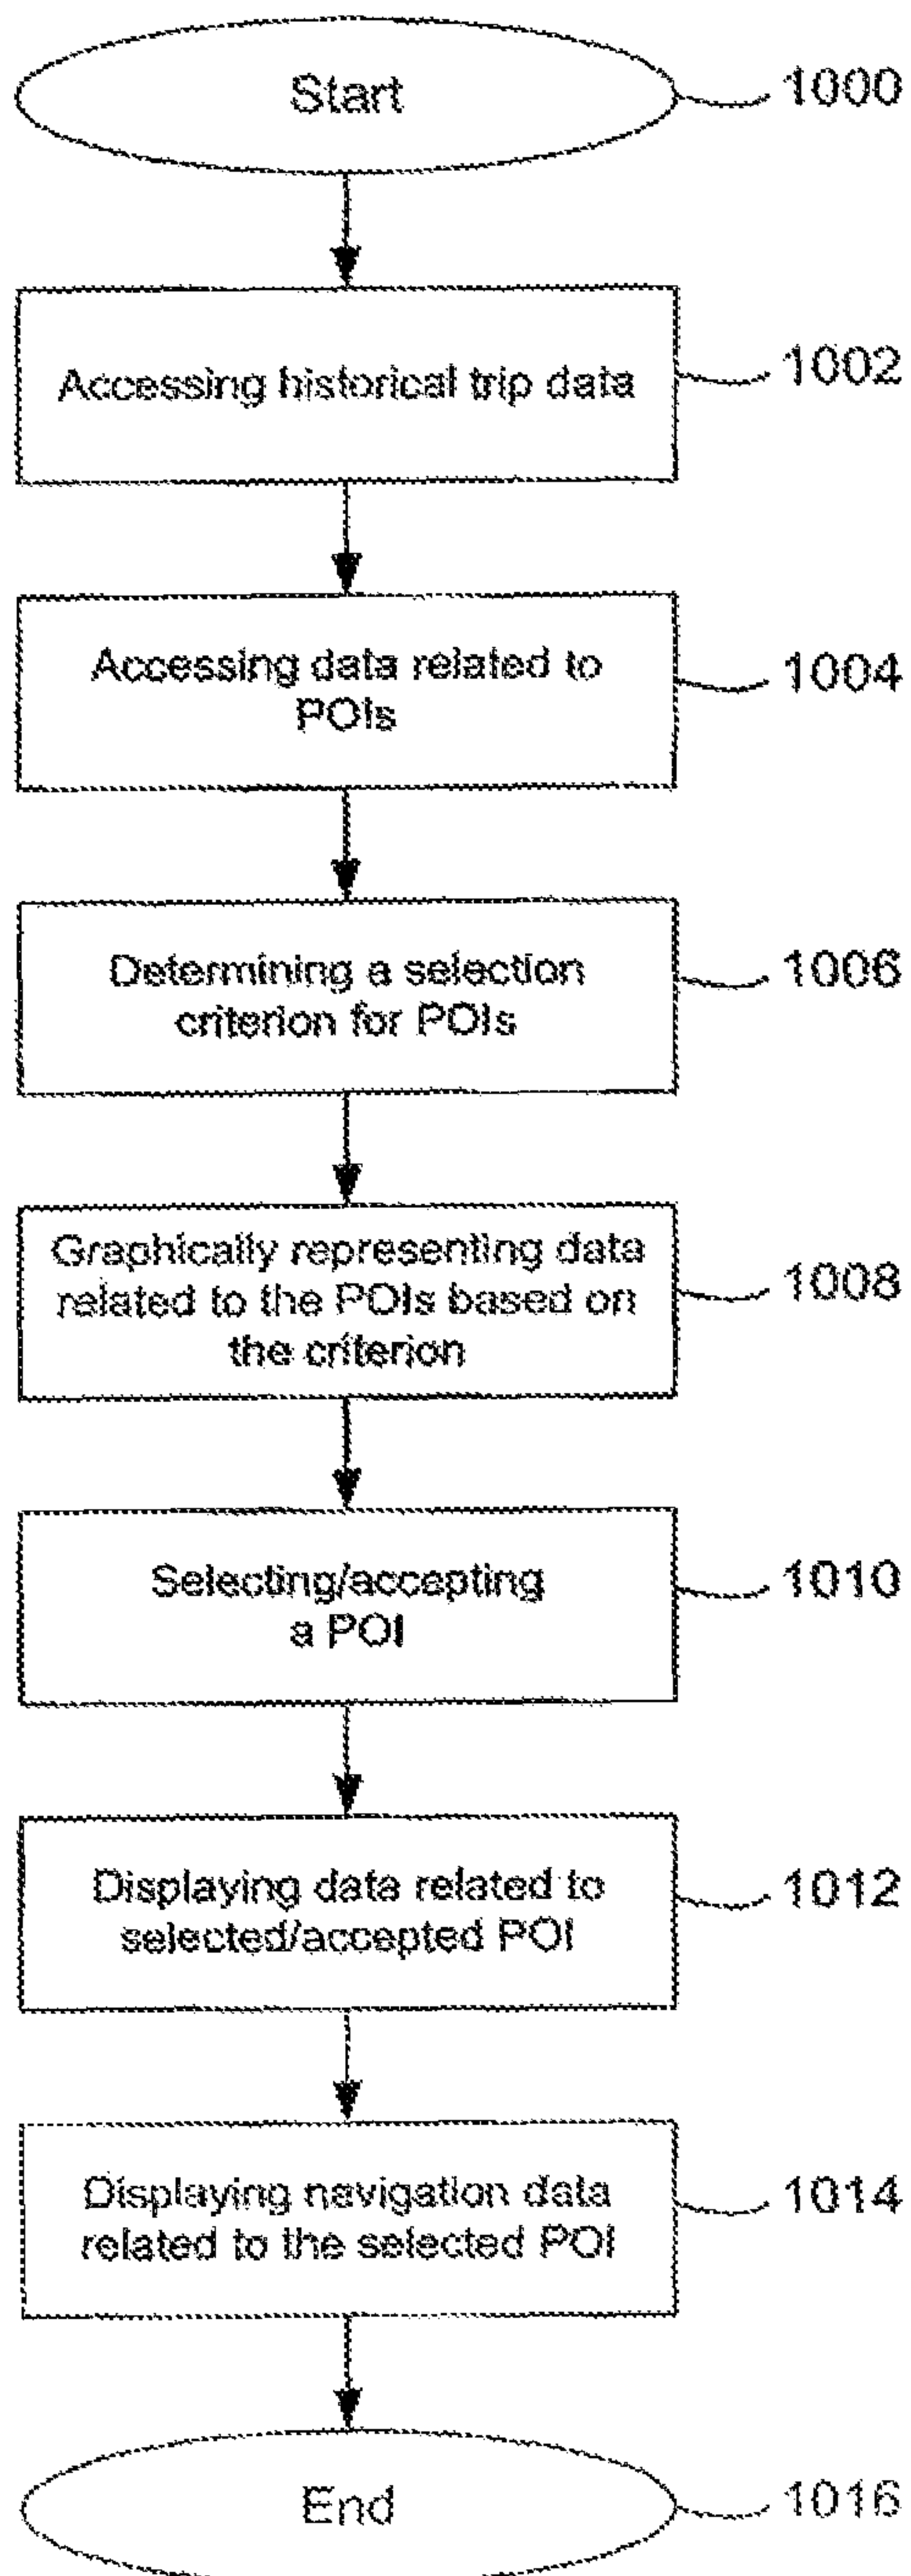 Start
1000
Accessing historical trip data
1002
Accessing data related to
POIs
1004
Determining a selection
criterion for POIs
1006
Graphically representing data
related to the POIs based on
the criterion
1008
Selecting/accepting
a POI
1010
Displaying data related to
selected/accepted POI
1012
Displaying navigation data
related to the selected POI
1014
End
1016